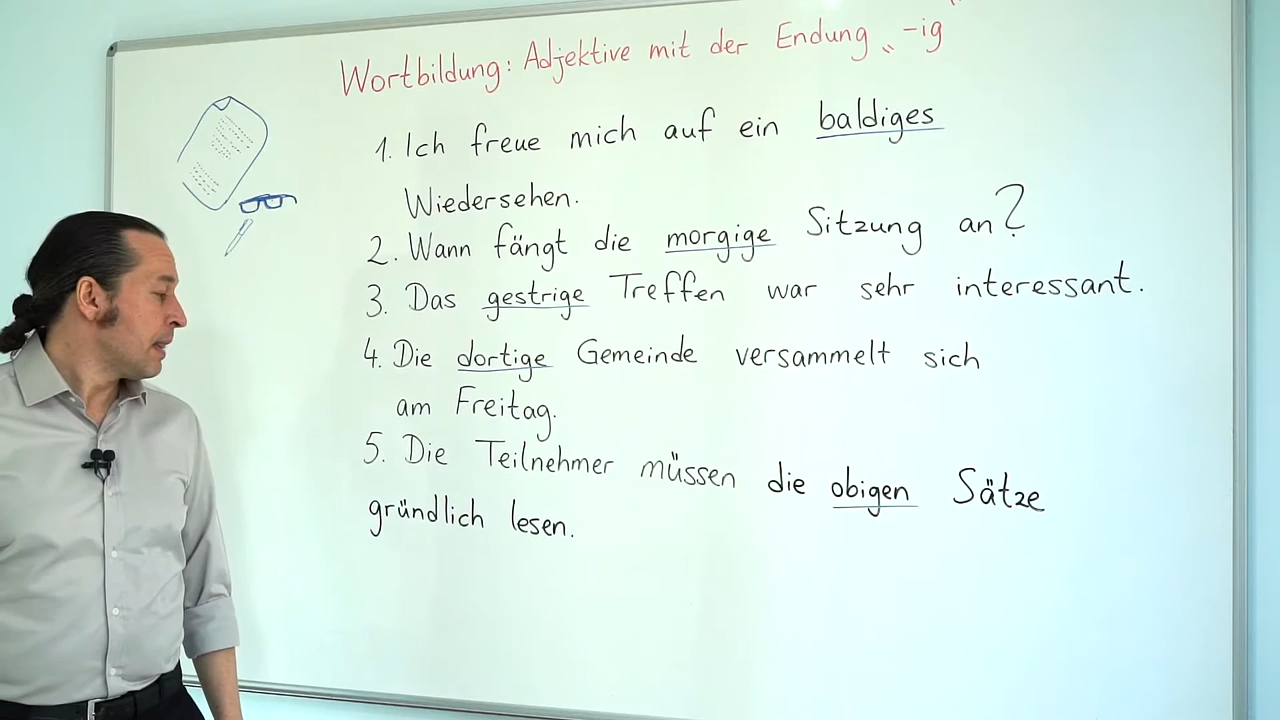 Wortbildung: Adjektive mit der Endung „-ig“
1. Ich freue mich auf ein baldiges
Wiedersehen.
2. Wann fängt die morgige Sitzung an?
3. Das gestrige Treffen war sehr interessant.
4. Die dortige Gemeinde versammelt sich
am Freitag.
5. Die Teilnehmer müssen die obigen Sätze
gründlich lesen.